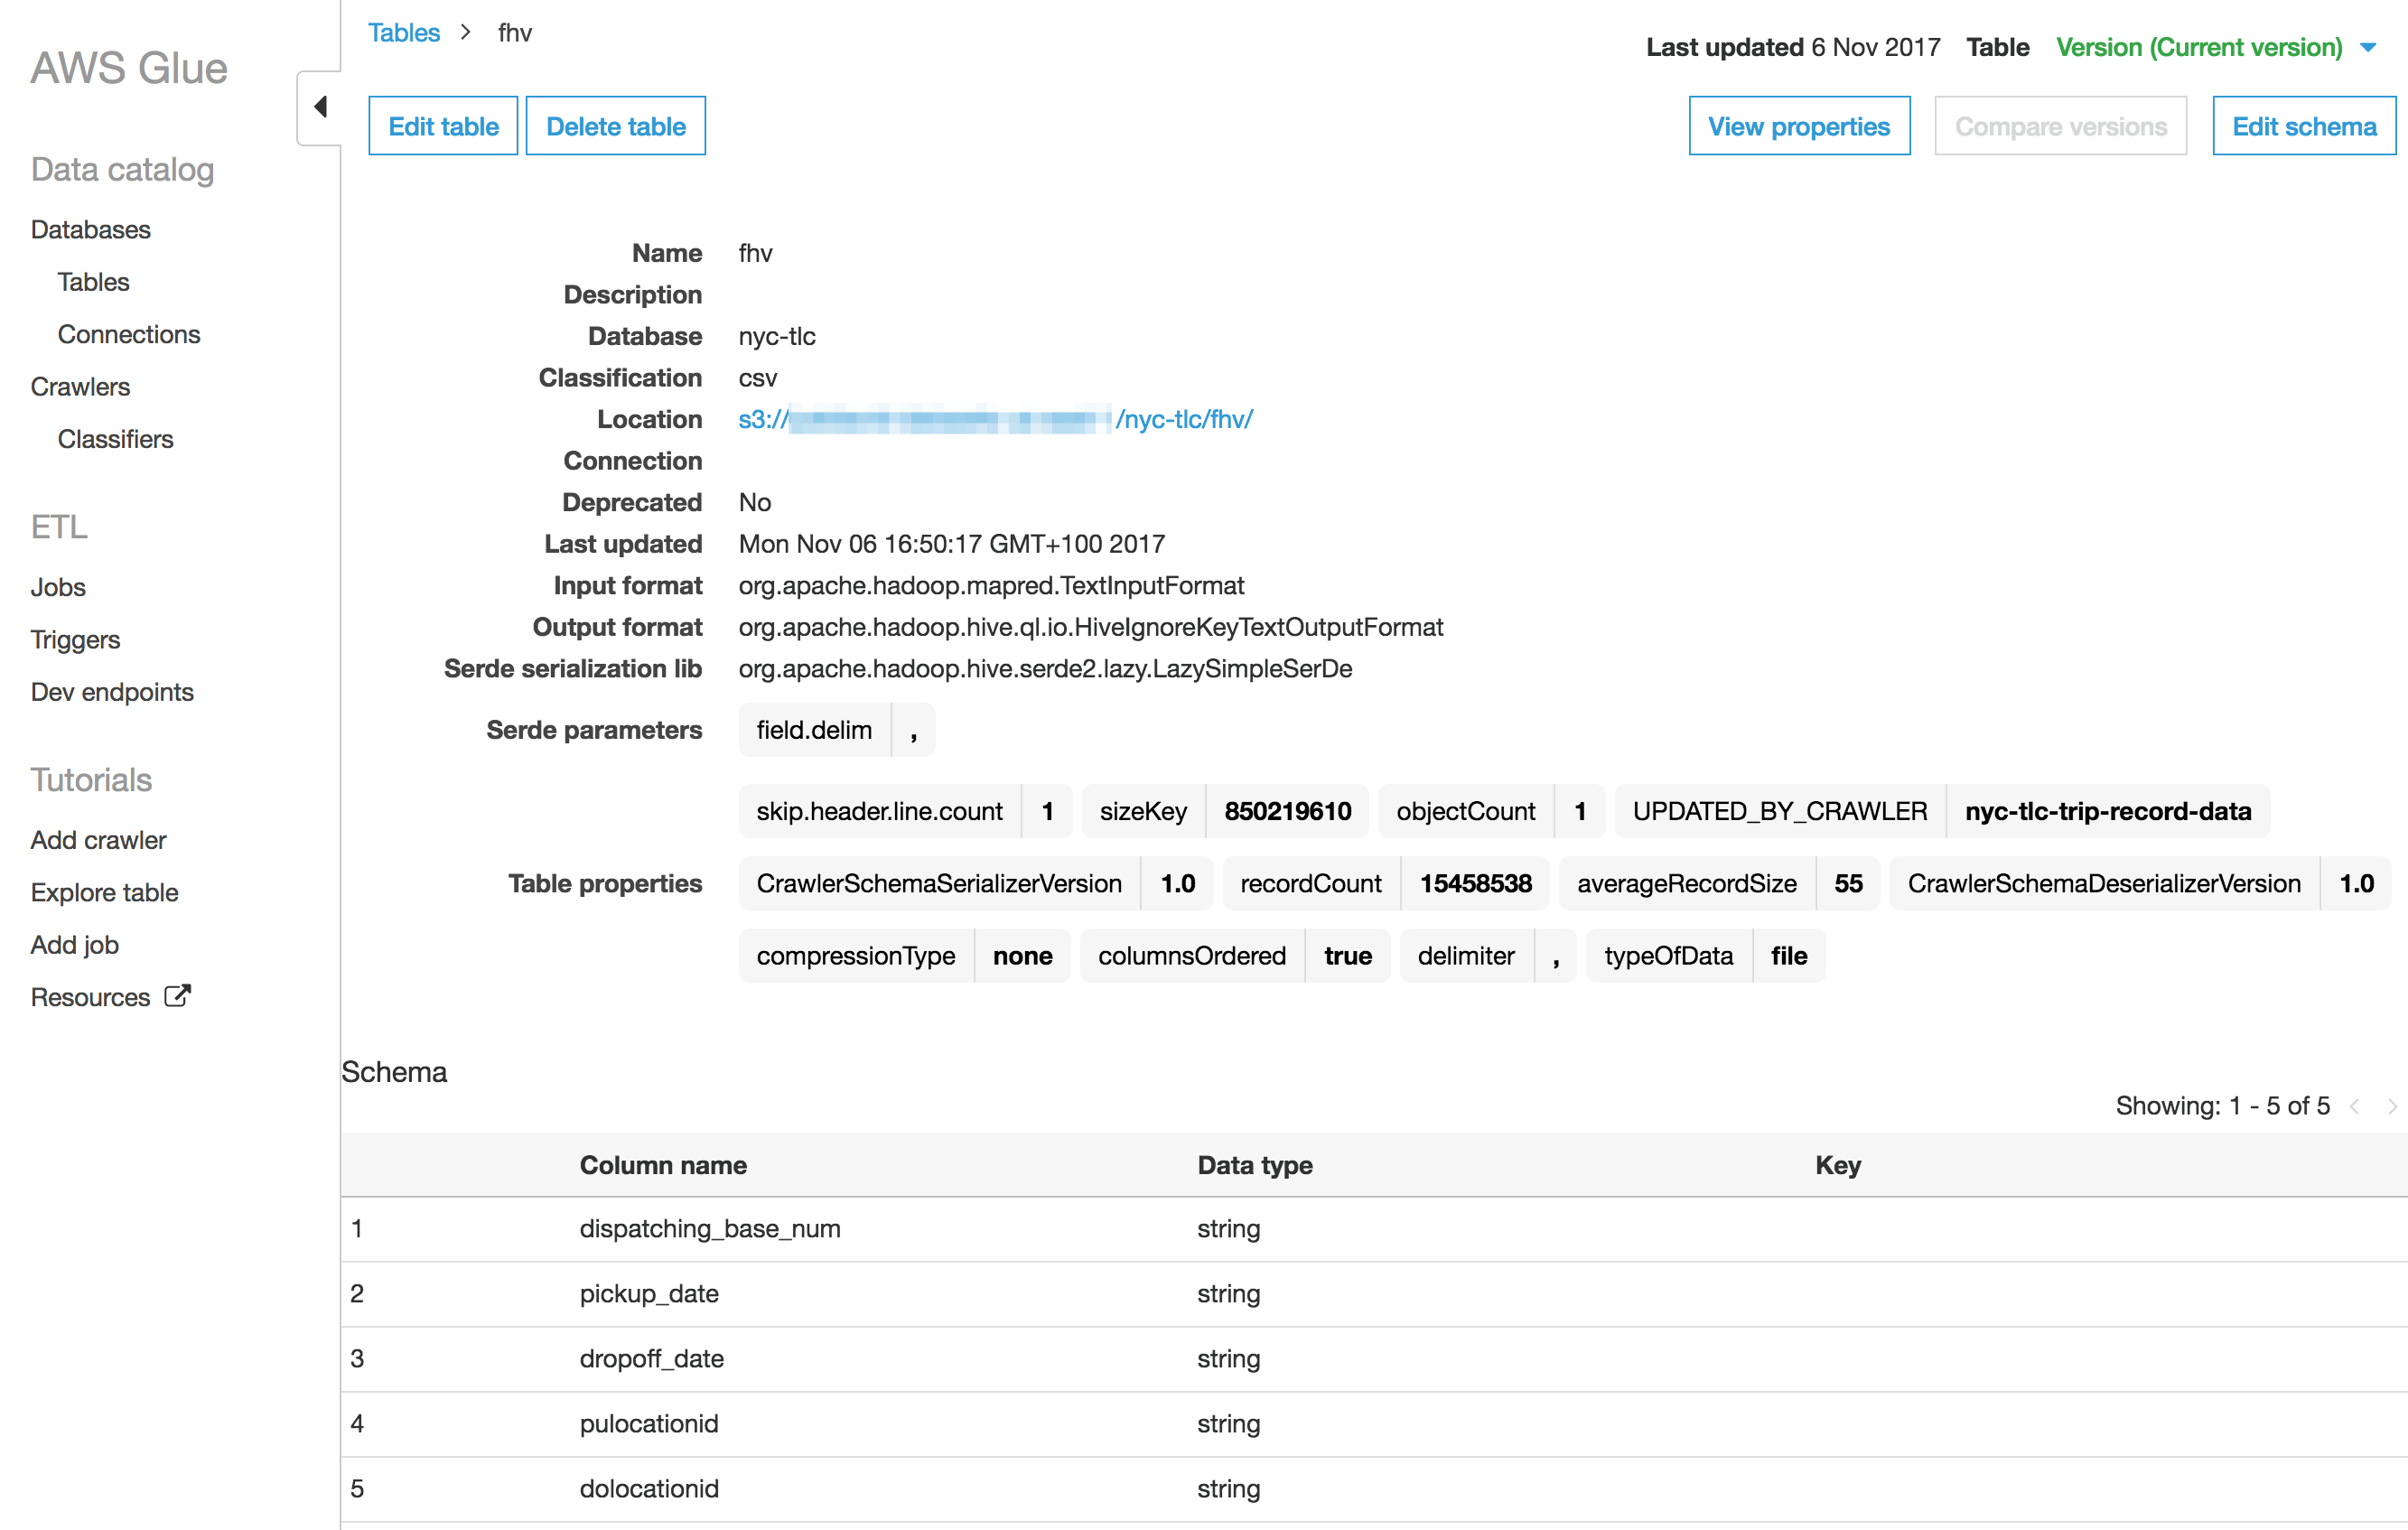 AWS Glue
Data catalog
Databases
Tables
Connections
Crawlers
Classifiers
ETL
Jobs
Triggers
Dev endpoints
Tutorials
Add crawler
Explore table
Add job
Resources
Tables > fhv
Last updated 6 Nov 2017 Table Version (Current version)
Edit table Delete table View properties Compare versions Edit schema
Name fhv
Description
Database nyc-tlc
Classification csv
Location s3:// /nyc-tlc/fhv/
Connection
Deprecated No
Last updated Mon Nov 06 16:50:17 GMT+100 2017
Input format org.apache.hadoop.mapred.TextInputFormat
Output format org.apache.hadoop.hive.ql.io.HiveIgnoreKeyTextOutputFormat
Serde serialization lib org.apache.hadoop.hive.serde2.lazy.LazySimpleSerDe
Serde parameters field.delim ,
skip.header.line.count 1 sizeKey 850219610 objectCount 1 UPDATED_BY_CRAWLER nyc-tlc-trip-record-data
Table properties CrawlerSchemaSerializerVersion 1.0 recordCount 15458538 averageRecordSize 55 CrawlerSchemaDeserializerVersion 1.0
compressionType none columnsOrdered true delimiter , typeOfData file
Schema
Showing: 1 - 5 of 5 < >
Column name Data type Key
1 dispatching_base_num string
2 pickup_date string
3 dropoff_date string
4 pulocationid string
5 dolocationid string